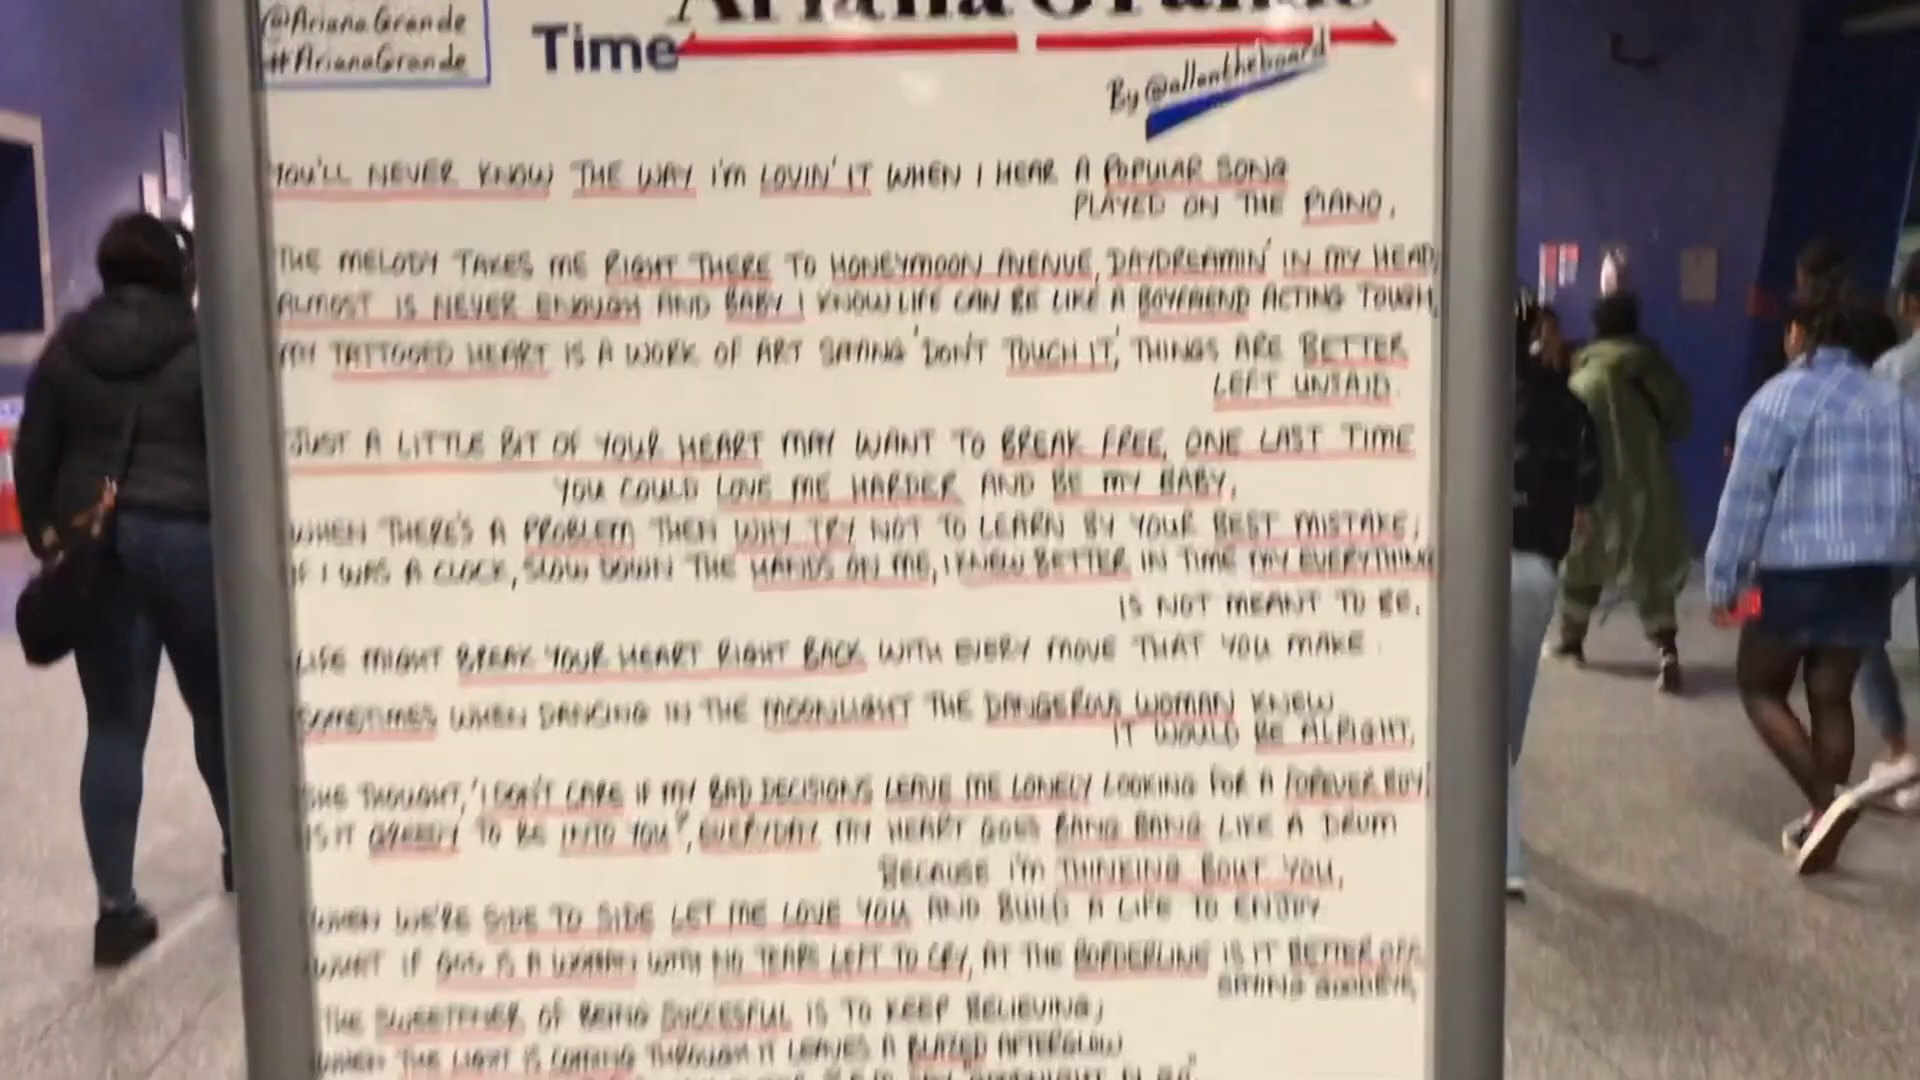 @ArianaGrande
#ArianaGrande
Ariana Grande
Time
By @allontheboard
YOU'LL NEVER KNOW THE WAY I'M LOVIN' IT WHEN I HEAR A POPULAR SONG
PLAYED ON THE PIANO,
THE MELODY TAKES ME RIGHT THERE TO HONEYMOON AVENUE, DAYDREAMIN' IN MY HEAD,
ALMOST IS NEVER ENOUGH AND BABY I KNOW LIFE CAN BE LIKE A BOYFRIEND ACTING TOUGH,
MY TATTOOED HEART IS A WORK OF ART SAYING 'DON'T TOUCH IT', THINGS ARE BETTER
LEFT UNSAID.
JUST A LITTLE BIT OF YOUR HEART MAY WANT TO BREAK FREE, ONE LAST TIME
YOU COULD LOVE ME HARDER AND BE MY BABY,
WHEN THERE'S A PROBLEM THEN WHY TRY NOT TO LEARN BY YOUR BEST MISTAKE,
IF I WAS A CLOCK, SLOW DOWN THE HANDS ON ME, I KNEW BETTER IN TIME MY EVERYTHING
IS NOT MEANT TO BE,
LIFE MIGHT BREAK YOUR HEART RIGHT BACK WITH EVERY MOVE THAT YOU MAKE.
SOMETIMES WHEN DANCING IN THE MOONLIGHT THE DANGEROUS WOMAN KNEW
IT WOULD BE ALRIGHT,
SHE THOUGHT, 'I DON'T CARE IF MY BAD DECISIONS LEAVE ME LONELY LOOKING FOR A FOREVER BOY,
IS IT GREEDY TO BE INTO YOU?', EVERYDAY MY HEART GOES BANG BANG LIKE A DRUM
BECAUSE I'M THINKING BOUT YOU,
WHEN WE'RE SIDE TO SIDE LET ME LOVE YOU AND BUILD A LIFE TO ENJOY
WHAT IF GOD IS A WOMAN WITH NO TEARS LEFT TO CRY, AT THE BORDERLINE IS IT BETTER OFF
SAYING GOODBYE,
THE SWEETENER OF BEING SUCCESFUL IS TO KEEP BELIEVING,
WHEN THE LIGHT IS COMING THROUGH IT LEAVES A BLAZED AFTERGLOW